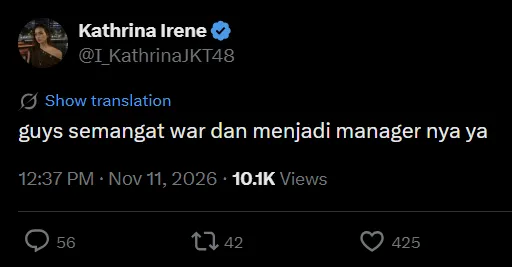 Kathrina Irene
@I_KathrinaJKT48
Show translation
guys semangat war dan menjadi manager nya ya
12:37 PM · Nov 11, 2026 · 10.1K Views
56 42 425